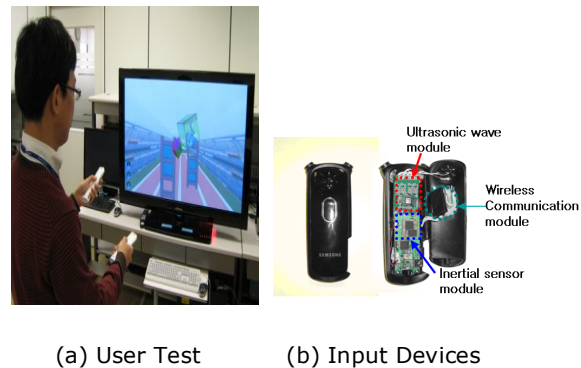 Ultrasonic wave
module
Wireless
Communication
module
SAMSUNG
Inertial sensor
module
(a) User Test
(b) Input Devices